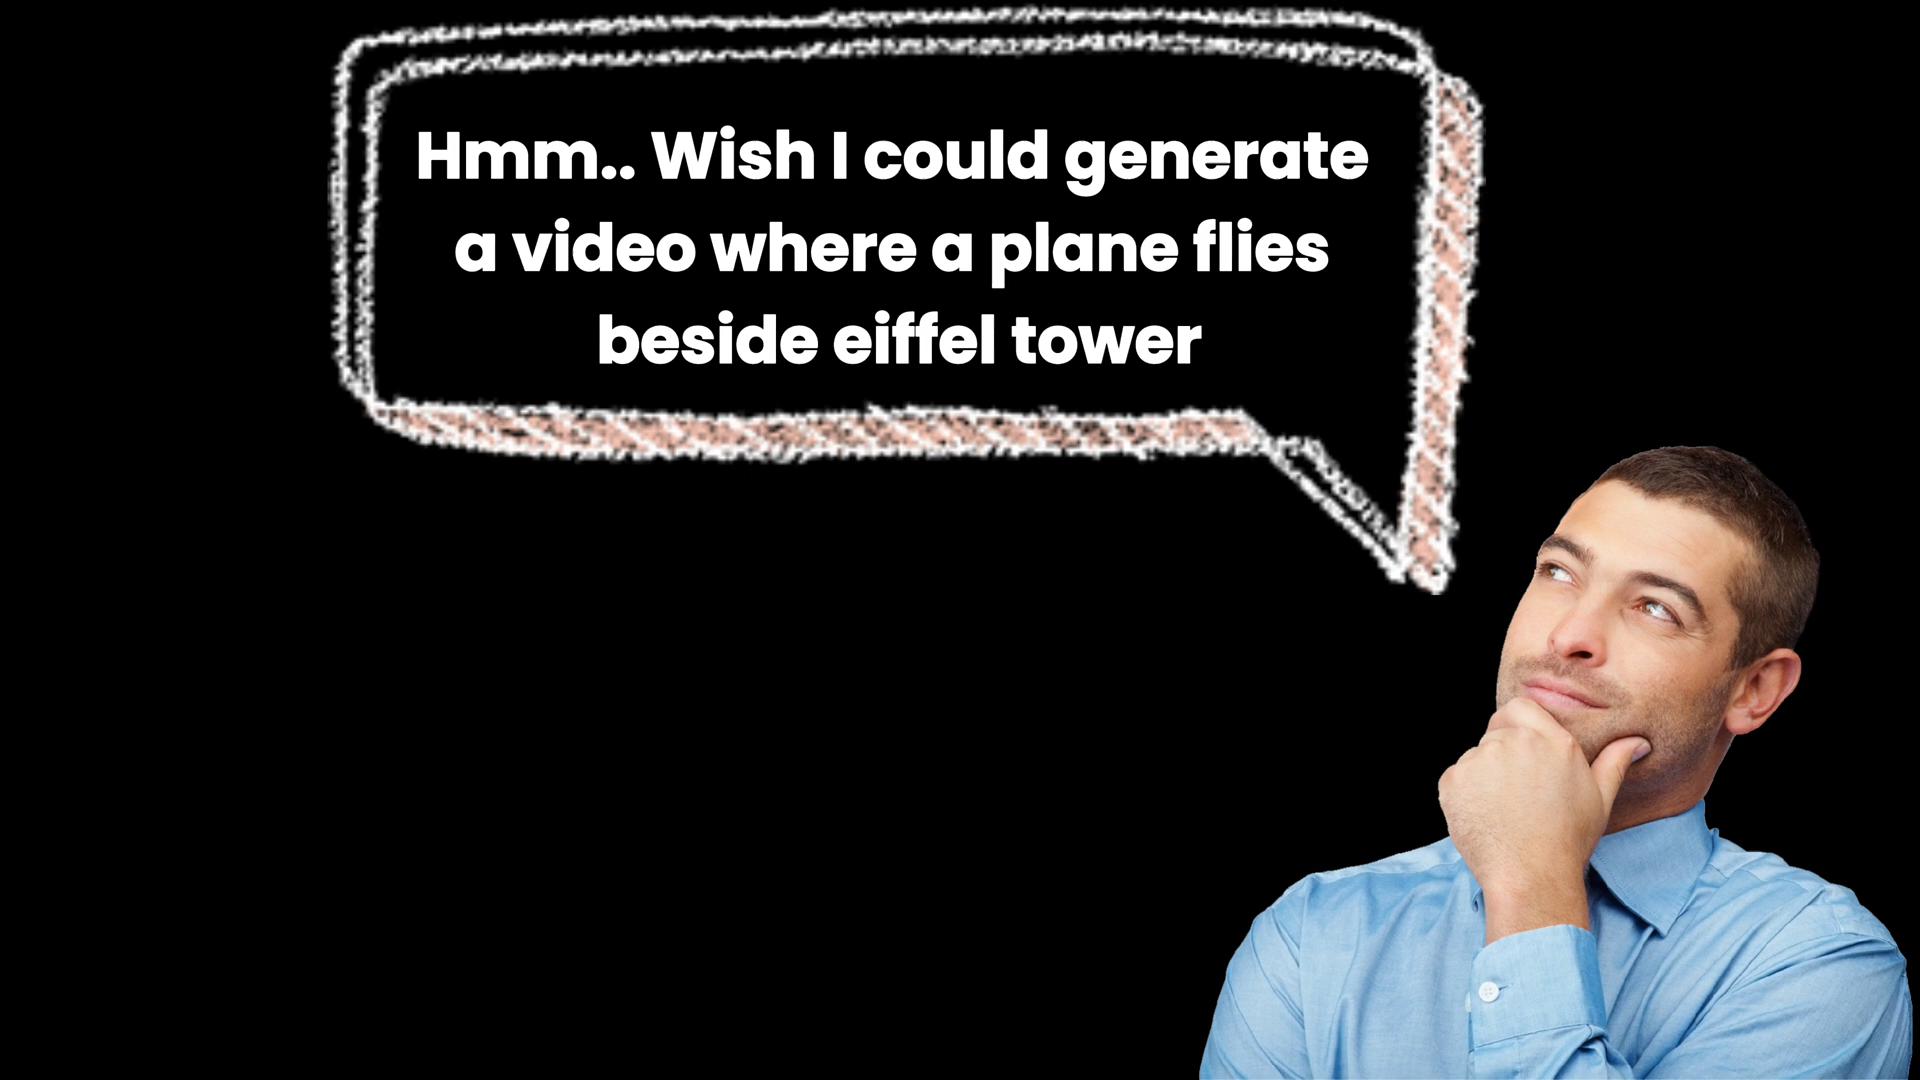 Hmm.. Wish I could generate
a video where a plane flies
beside eiffel tower